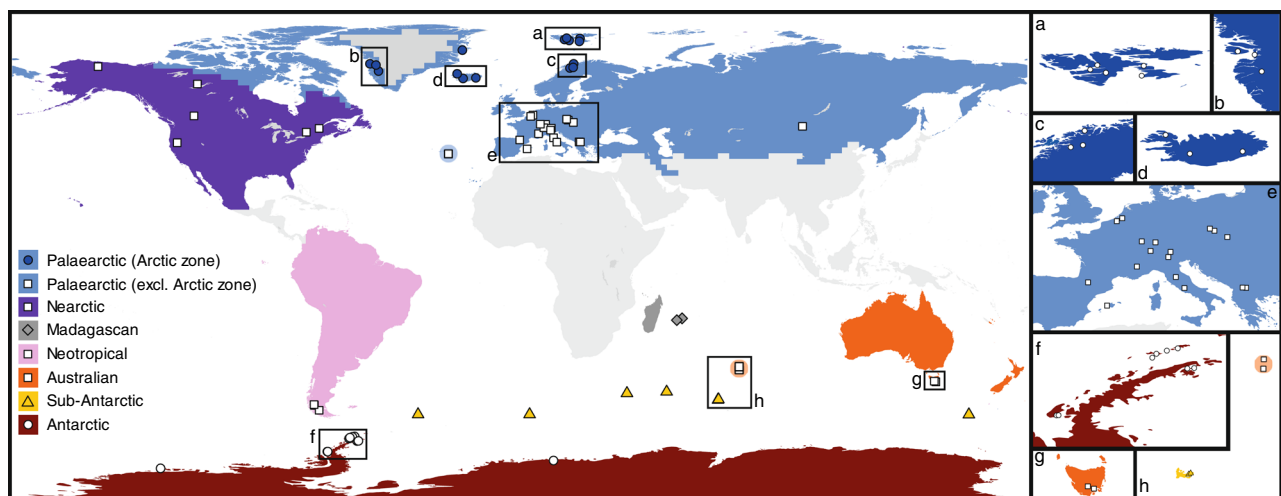 a
b
c
d
e
Palaearctic (Arctic zone)
Palaearctic (excl. Arctic zone)
Nearctic
Madagascan
Neotropical
Australian
Sub-Antarctic
Antarctic
f
g
h
a
b
c
d
e
f
g
h